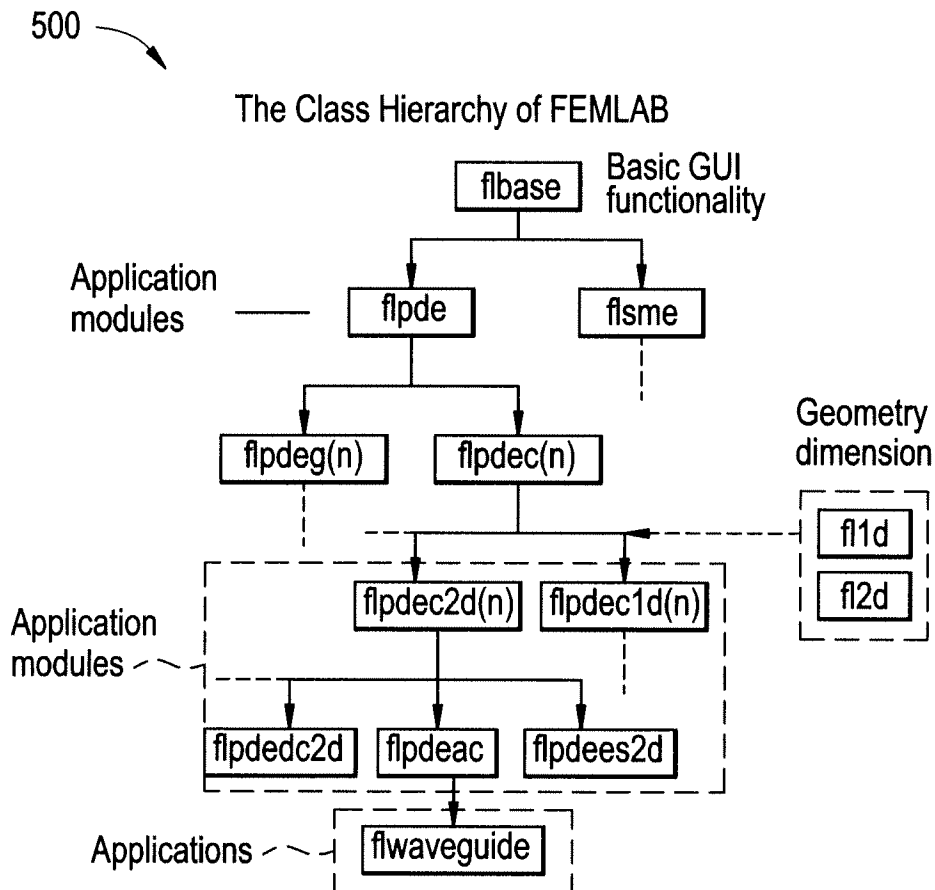 500
The Class Hierarchy of FEMLAB
flbase
Basic GUI
functionality
Application
modules
flpde
flsme
Geometry
dimension
flpdeg(n)
flpdec(n)
fl1d
fl2d
flpdec2d(n)
flpdec1d(n)
Application
modules
flpdedc2d
flpdeac
flpdees2d
Applications
flwaveguide